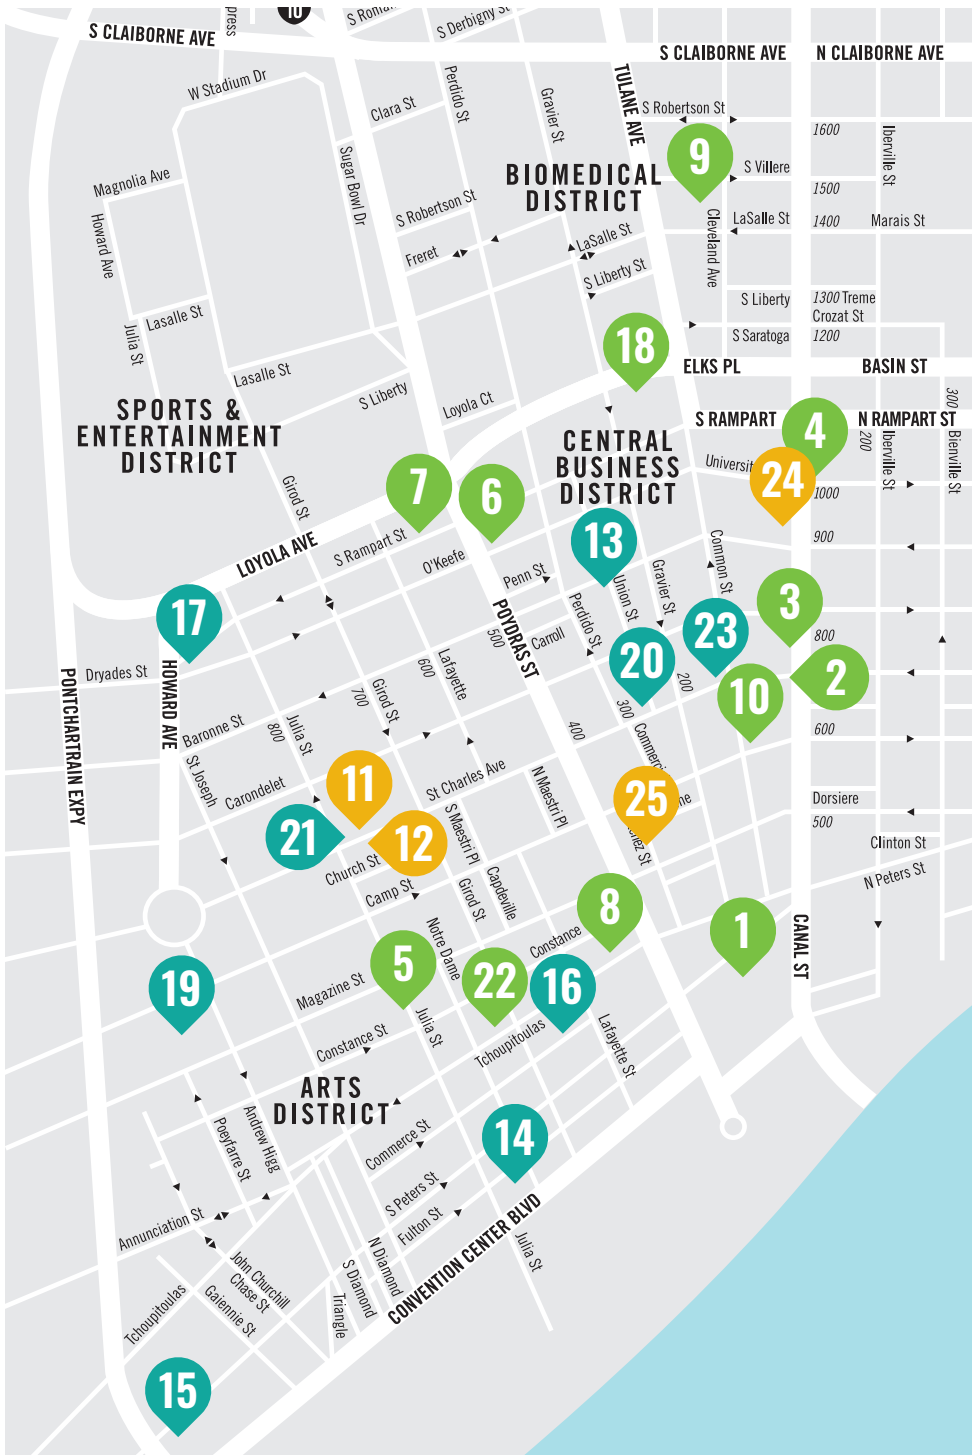 10
S CLAIBORNE AVE
press
S Derbigny St
S CLAIBORNE AVE
N CLAIBORNE AVE
W Stadium Dr
Clara St
Perdido St
Gravier St
TULANE AVE
S Robertson St
9
1600
Iberville St
Sugar Bowl Dr
BIOMEDICAL
DISTRICT
S Villere
1500
Magnolia Ave
Howard Ave
S Robertson St
Freret
LaSalle St
S Liberty St
Cleveland Ave
LaSalle St
1400
Marais St
S Liberty
1300 Treme
Crozat St
S Saratoga
1200
Julia St
Lasalle St
Lasalle St
18
ELKS PL
BASIN ST
S Liberty
Loyola Ct
SPORTS &
ENTERTAINMENT
DISTRICT
CENTRAL
BUSINESS
DISTRICT
S RAMPART
N RAMPART ST
4
200
300
Iberville St
Bienville St
24
1000
900
7
6
Girod St
LOYOLA AVE
S Rampart St
O'Keefe
13
Penn St
Union St
Gravier St
Common St
17
Dryades St
HOWARD AVE
PONTCHARTRAIN EXPY
POYDRAS ST
500
Carroll
Perdido St
20
23
200
3
800
2
10
600
Lafayette
600
Girod St
700
Julia St
800
Baronne St
St Joseph
Carondelet
300
400
11
St Charles Ave
N Maestri Pl
S Maestri Pl
25
Dorsiere
500
21
12
Church St
Camp St
Girod St
Capdeville
Clinton St
N Peters St
8
1
CANAL ST
Notre Dame
Constance
5
22
16
19
Magazine St
Constance St
Julia St
Tchoupitoulas
Lafayette St
ARTS
DISTRICT
Poeyfarre St
Andrew Higg
14
Commerce St
S Peters St
Fulton St
Annunciation St
N Diamond
S Diamond
Triangle
CONVENTION CENTER BLVD
Julia St
John Churchill
Chase St
Gaiennie St
Tchoupitoulas
15